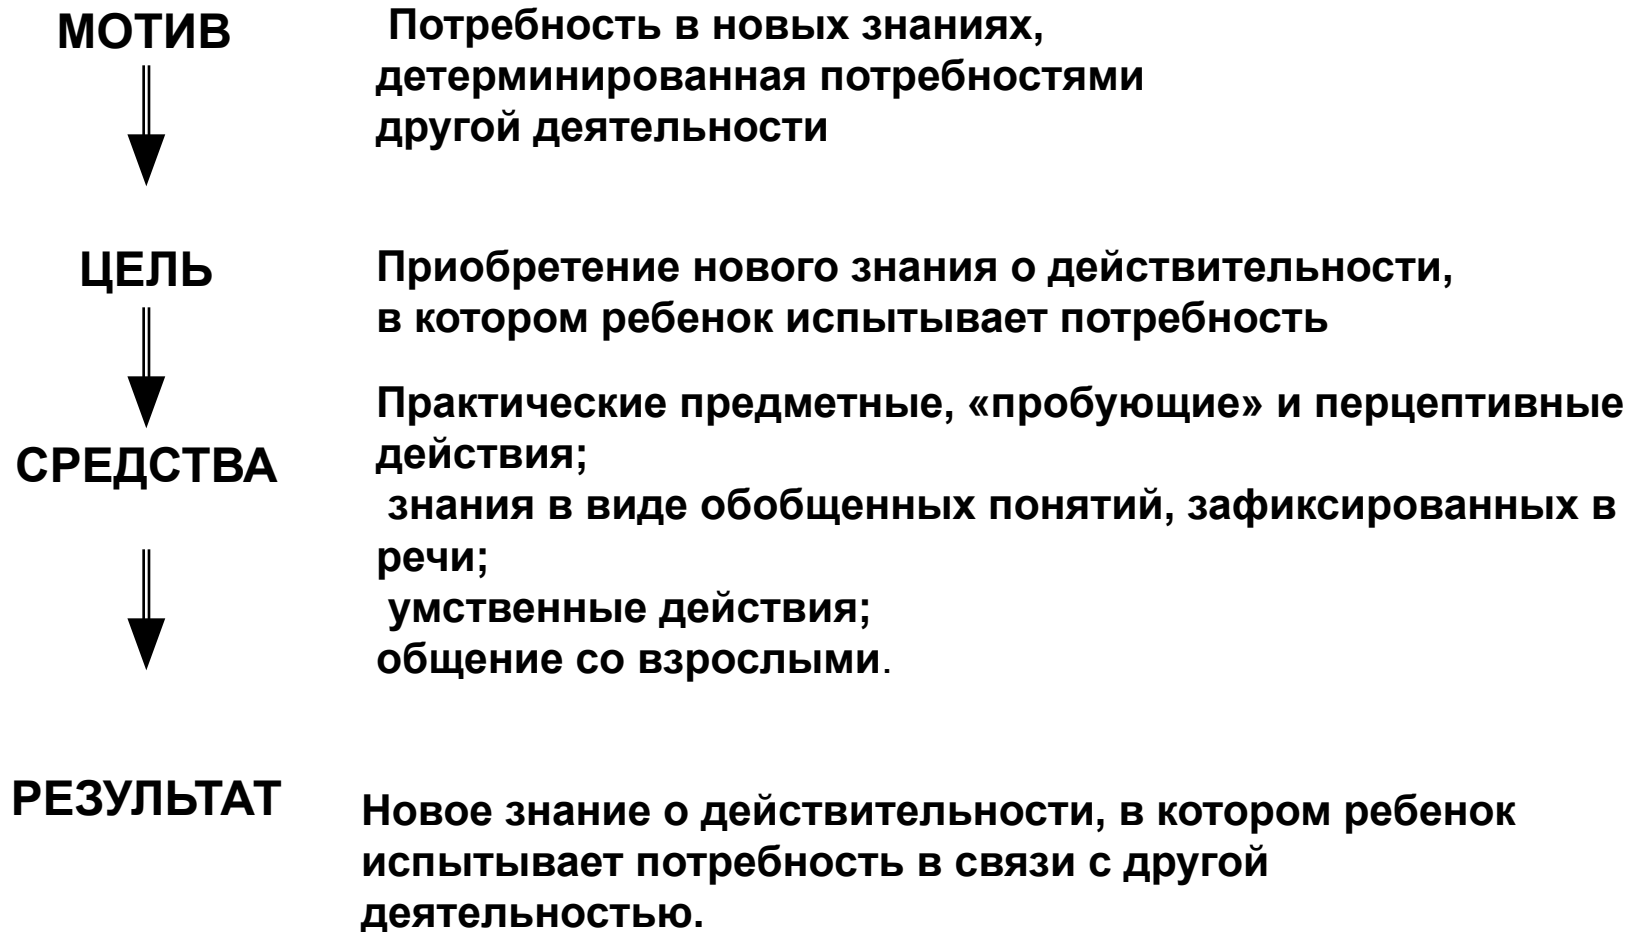 МОТИВ
Потребность в новых знаниях,
детерминированная потребностями
другой деятельности
ЦЕЛЬ
Приобретение нового знания о действительности,
в котором ребенок испытывает потребность
СРЕДСТВА
Практические предметные, «пробующие» и перцептивные
действия;
знания в виде обобщенных понятий, зафиксированных в
речи;
умственные действия;
общение со взрослыми.
РЕЗУЛЬТАТ
Новое знание о действительности, в котором ребенок
испытывает потребность в связи с другой
деятельностью.